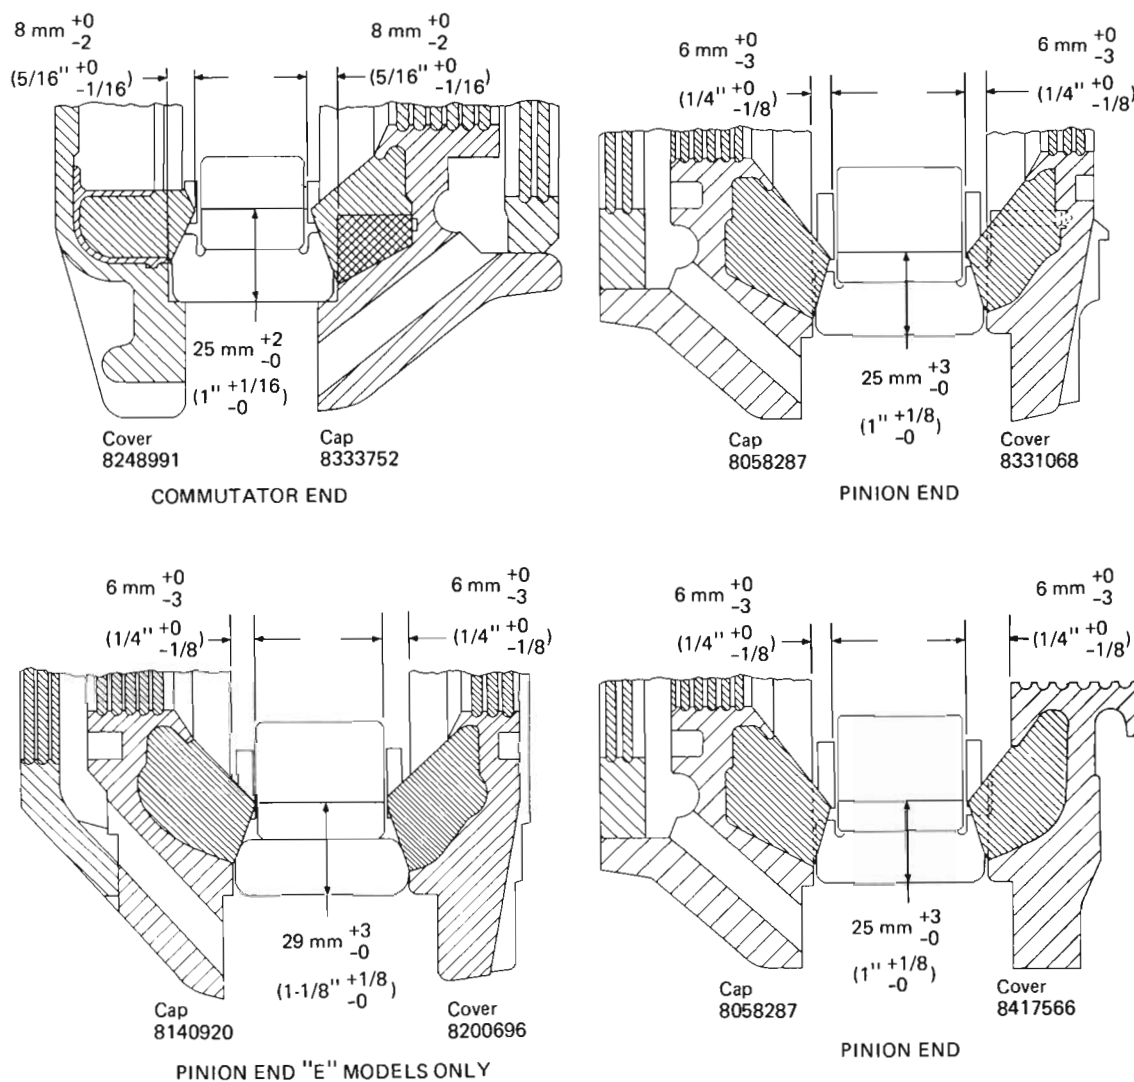 8 mm +0
-2
(5/16" +0
-1/16)
8 mm +0
-2
(5/16" +0
-1/16)
25 mm +2
-0
(1" +1/16
-0 )
Cover
8248991
Cap
8333752
COMMUTATOR END
6 mm +0
-3
(1/4" +0
-1/8)
6 mm +0
-3
(1/4" +0
-1/8)
25 mm +3
-0
(1" +1/8
-0 )
Cap
8058287
Cover
8331068
PINION END
6 mm +0
-3
(1/4" +0
-1/8)
6 mm +0
-3
(1/4" +0
-1/8)
29 mm +3
-0
(1-1/8" +1/8
-0 )
Cap
8140920
Cover
8200696
PINION END "E" MODELS ONLY
6 mm +0
-3
(1/4" +0
-1/8)
6 mm +0
-3
(1/4" +0
-1/8)
25 mm +3
-0
(1" +1/8
-0 )
Cap
8058287
Cover
8417566
PINION END